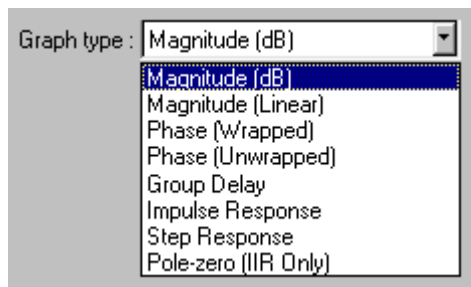 Graph type : Magnitude (dB)
Magnitude (dB)
Magnitude (Linear)
Phase (Wrapped)
Phase (Unwrapped)
Group Delay
Impulse Response
Step Response
Pole-zero (IIR Only)